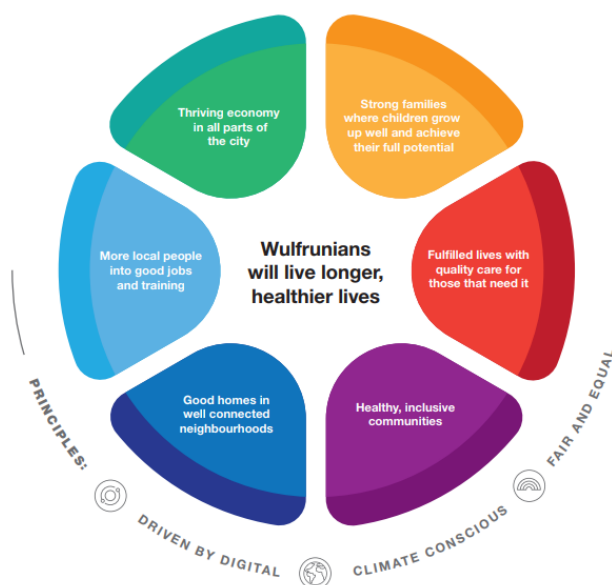 Thriving economy
in all parts of
the city
Strong families
where children grow
up well and achieve
their full potential
More local people
into good jobs
and training
Wulfrunians
will live longer,
healthier lives
Fulfilled lives with
quality care for
those that need it
Good homes in
well connected
neighbourhoods
Healthy, inclusive
communities
PRINCIPLES:
DRIVEN BY DIGITAL
CLIMATE CONSCIOUS
FAIR AND EQUAL